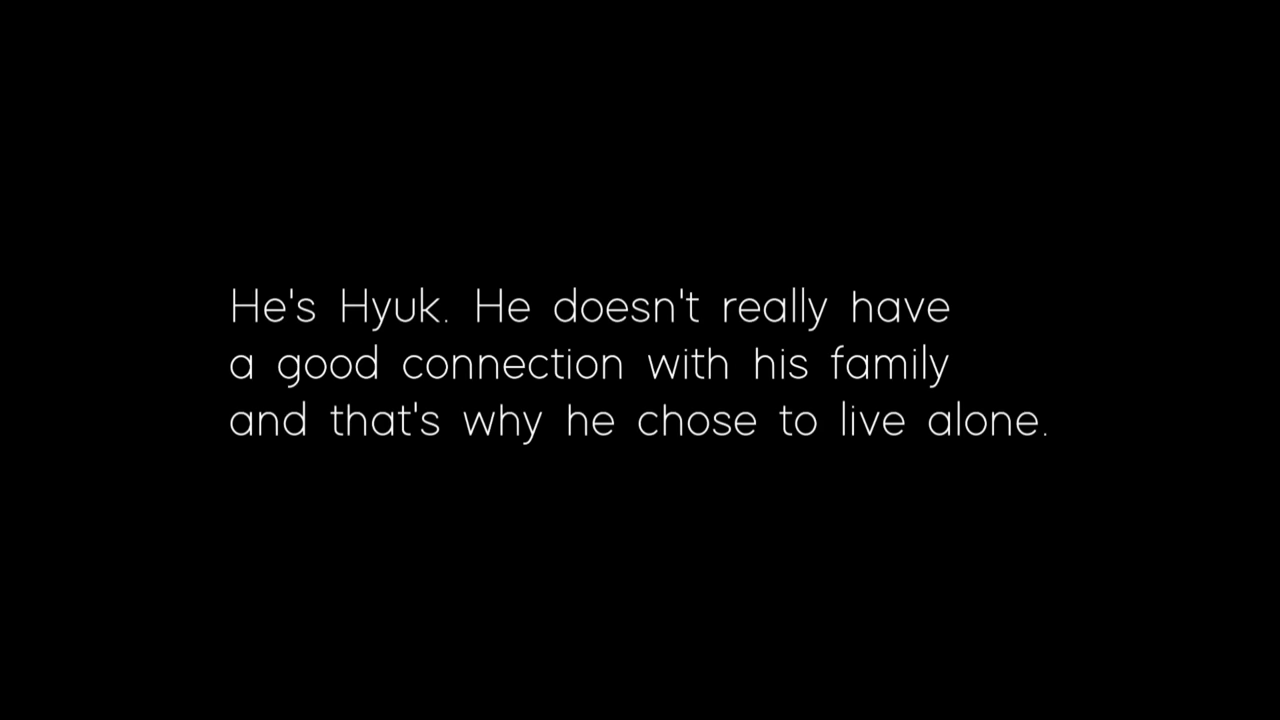 He's Hyuk. He doesn't really have
a good connection with his family
and that's why he chose to live alone.